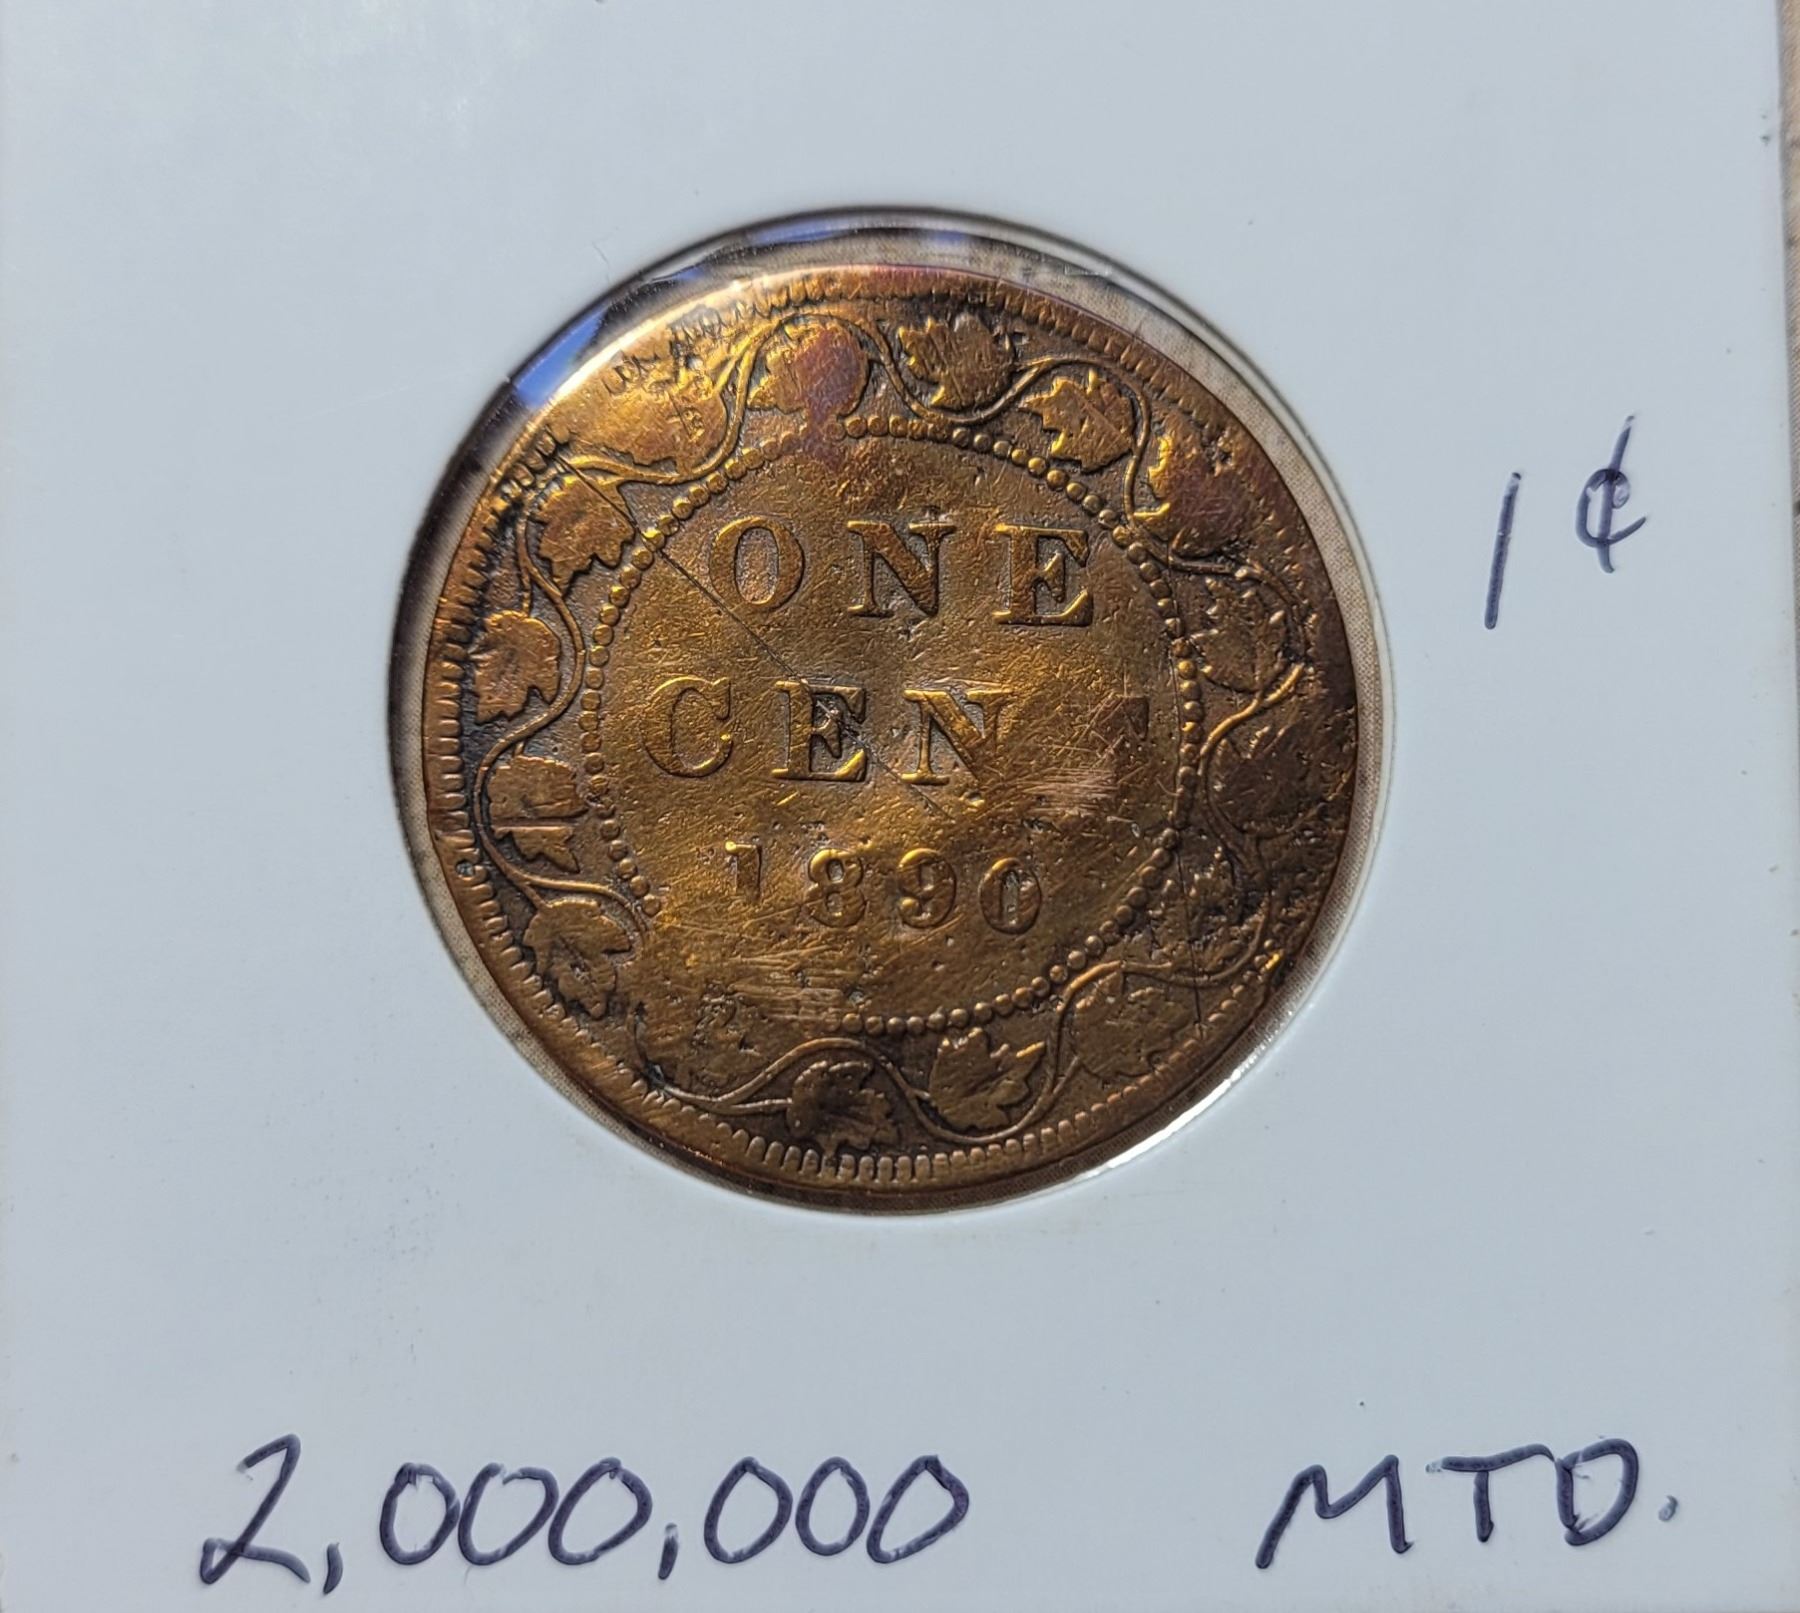 ONE
CENT
1890
1¢
2,000,000 MTD.